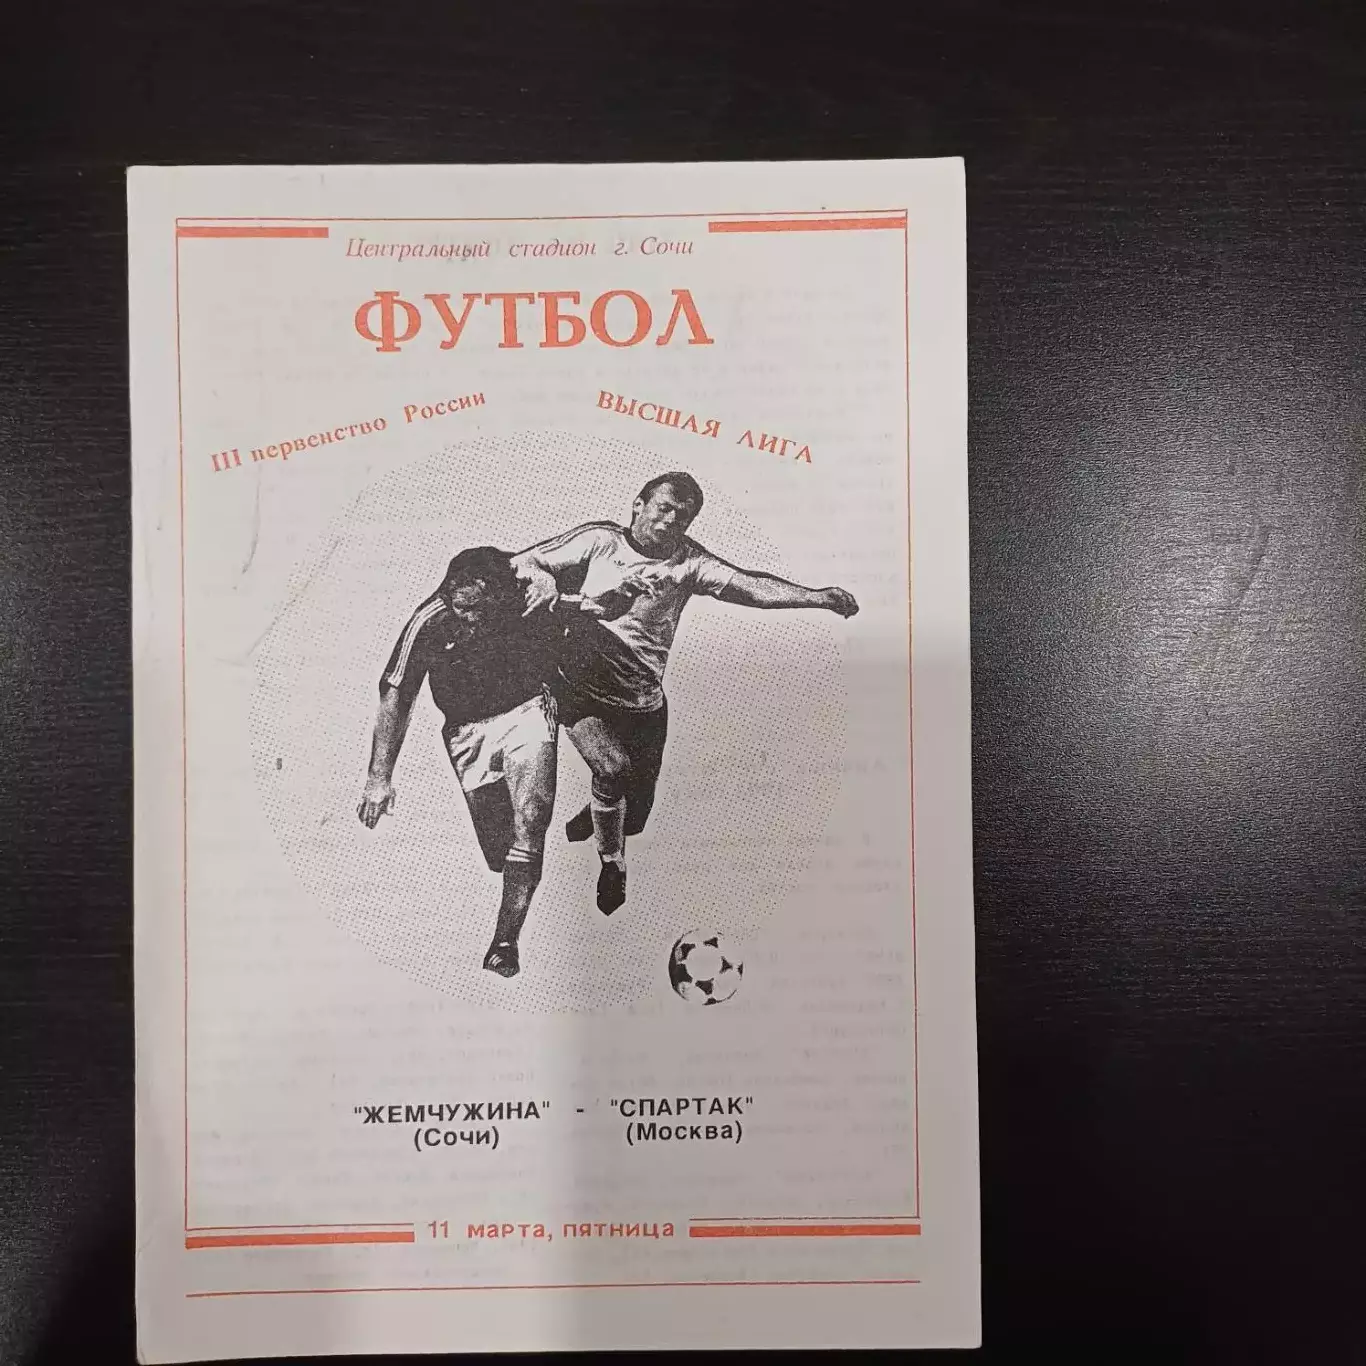 Центральный стадион г. Сочи
ФУТБОЛ
III первенство России
ВЫСШАЯ ЛИГА
"ЖЕМЧУЖИНА" - "СПАРТАК"
(Сочи) (Москва)
11 марта, пятница